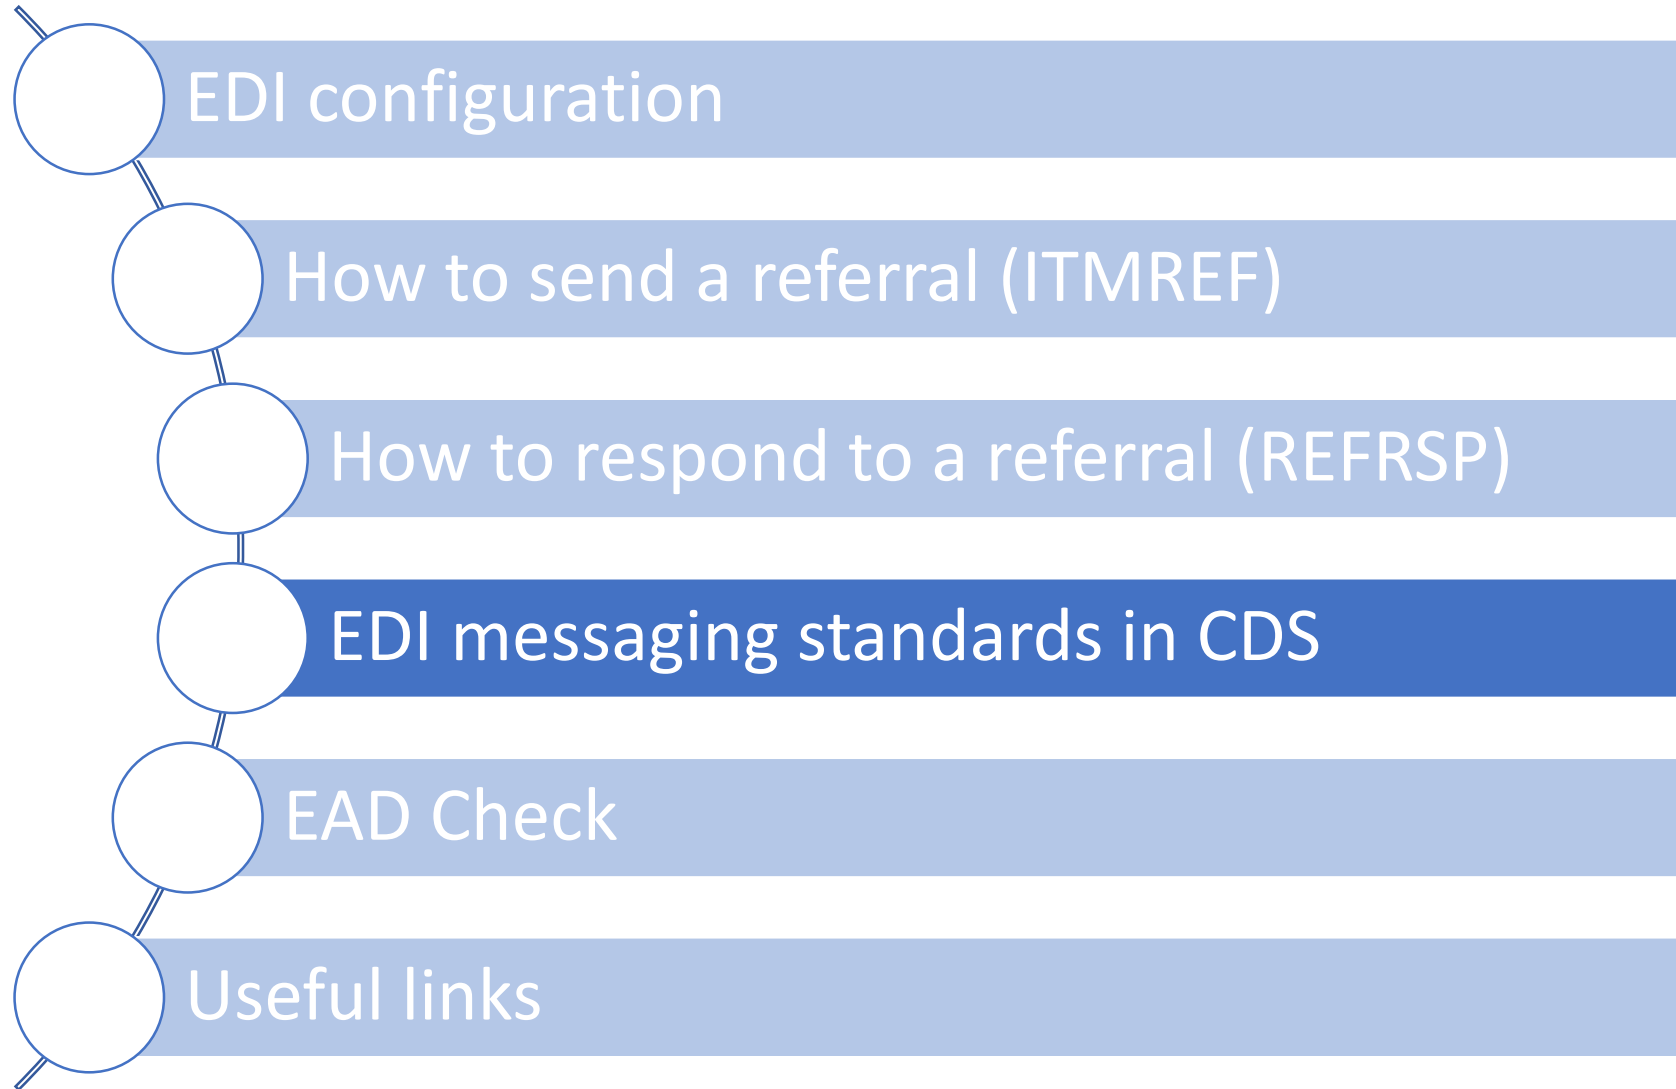 EDI configuration
How to send a referral (ITMREF)
How to respond to a referral (REFRSP)
EDI messaging standards in CDS
EAD Check
Useful links